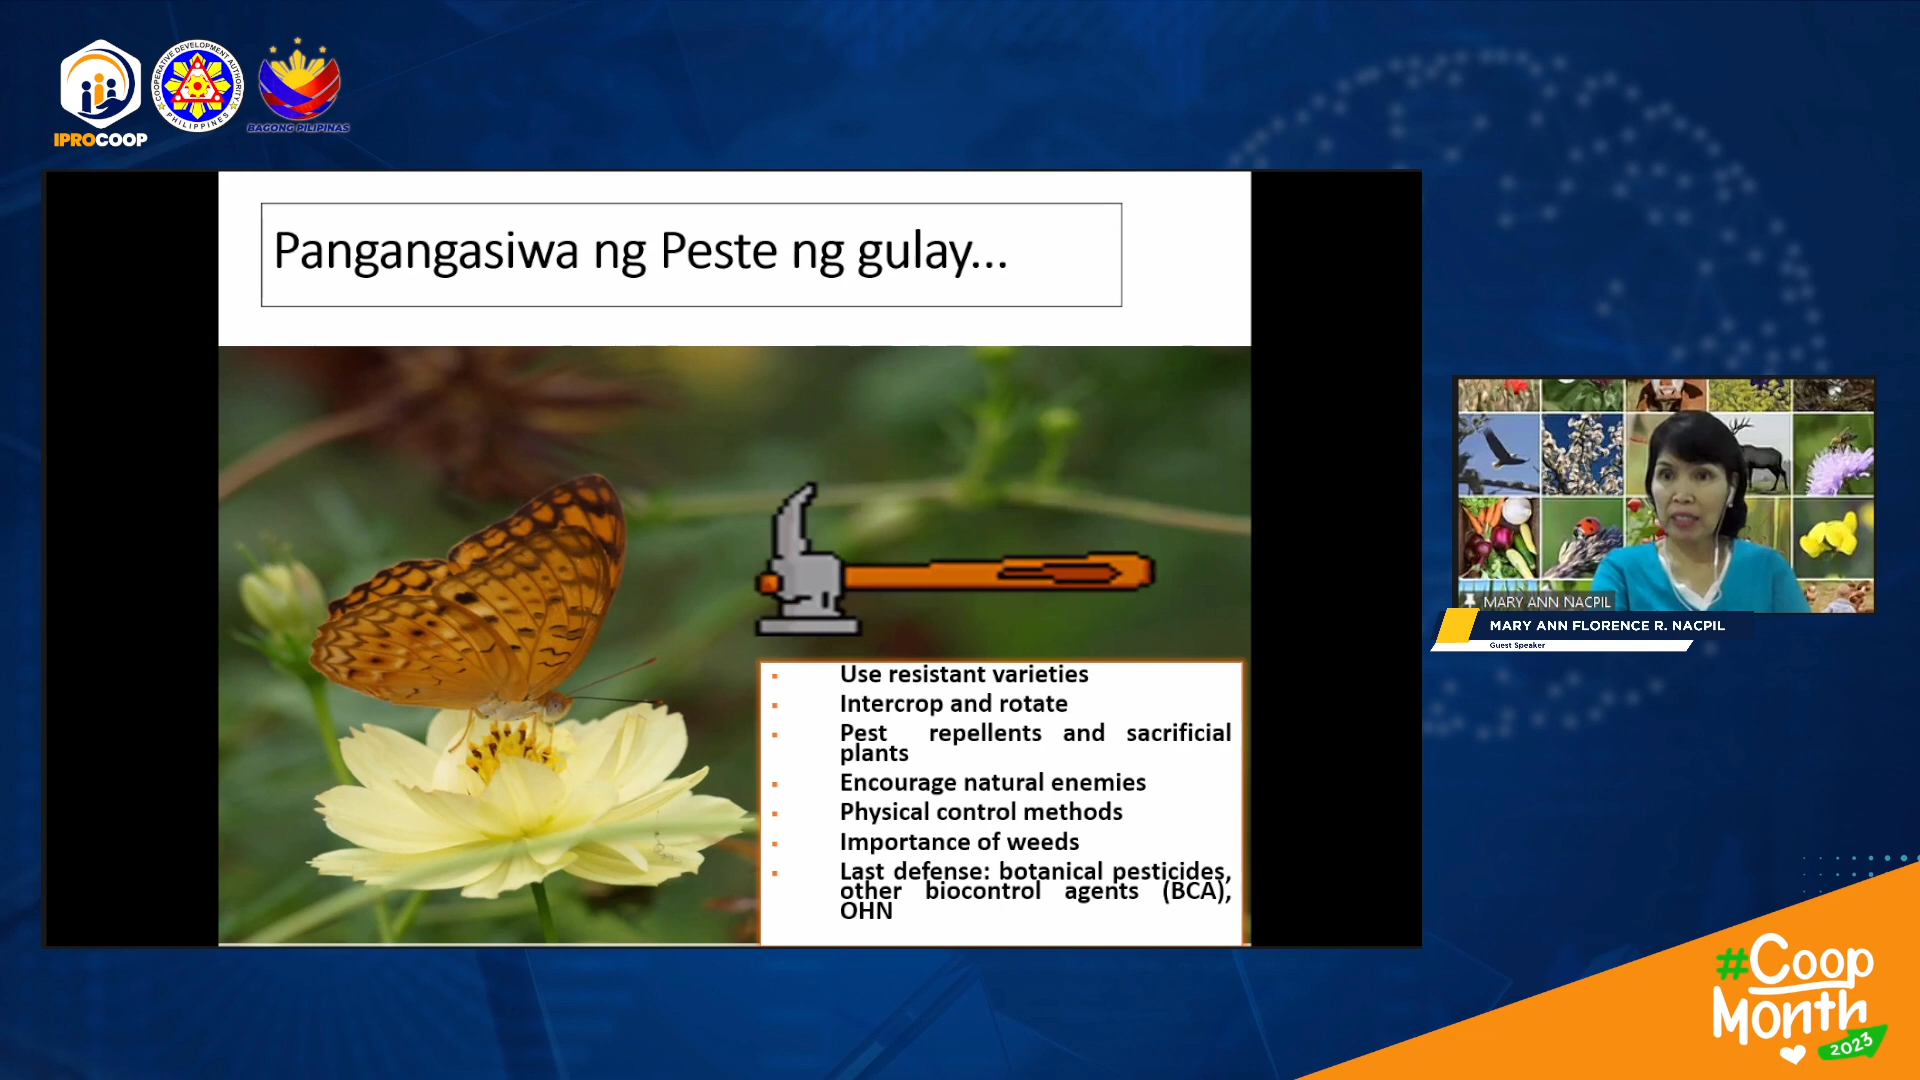 IPROCOOP
COOPERATIVE DEVELOPMENT AUTHORITY
PHILIPPINES
BAGONG PILIPINAS
Pangangasiwa ng Peste ng gulay...
Use resistant varieties
Intercrop and rotate
Pest repellents and sacrificial
plants
Encourage natural enemies
Physical control methods
Importance of weeds
Last defense: botanical pesticides,
other biocontrol agents (BCA),
OHN
MARY ANN NACPIL
MARY ANN FLORENCE R. NACPIL
Guest Speaker
#Coop
Month
2023